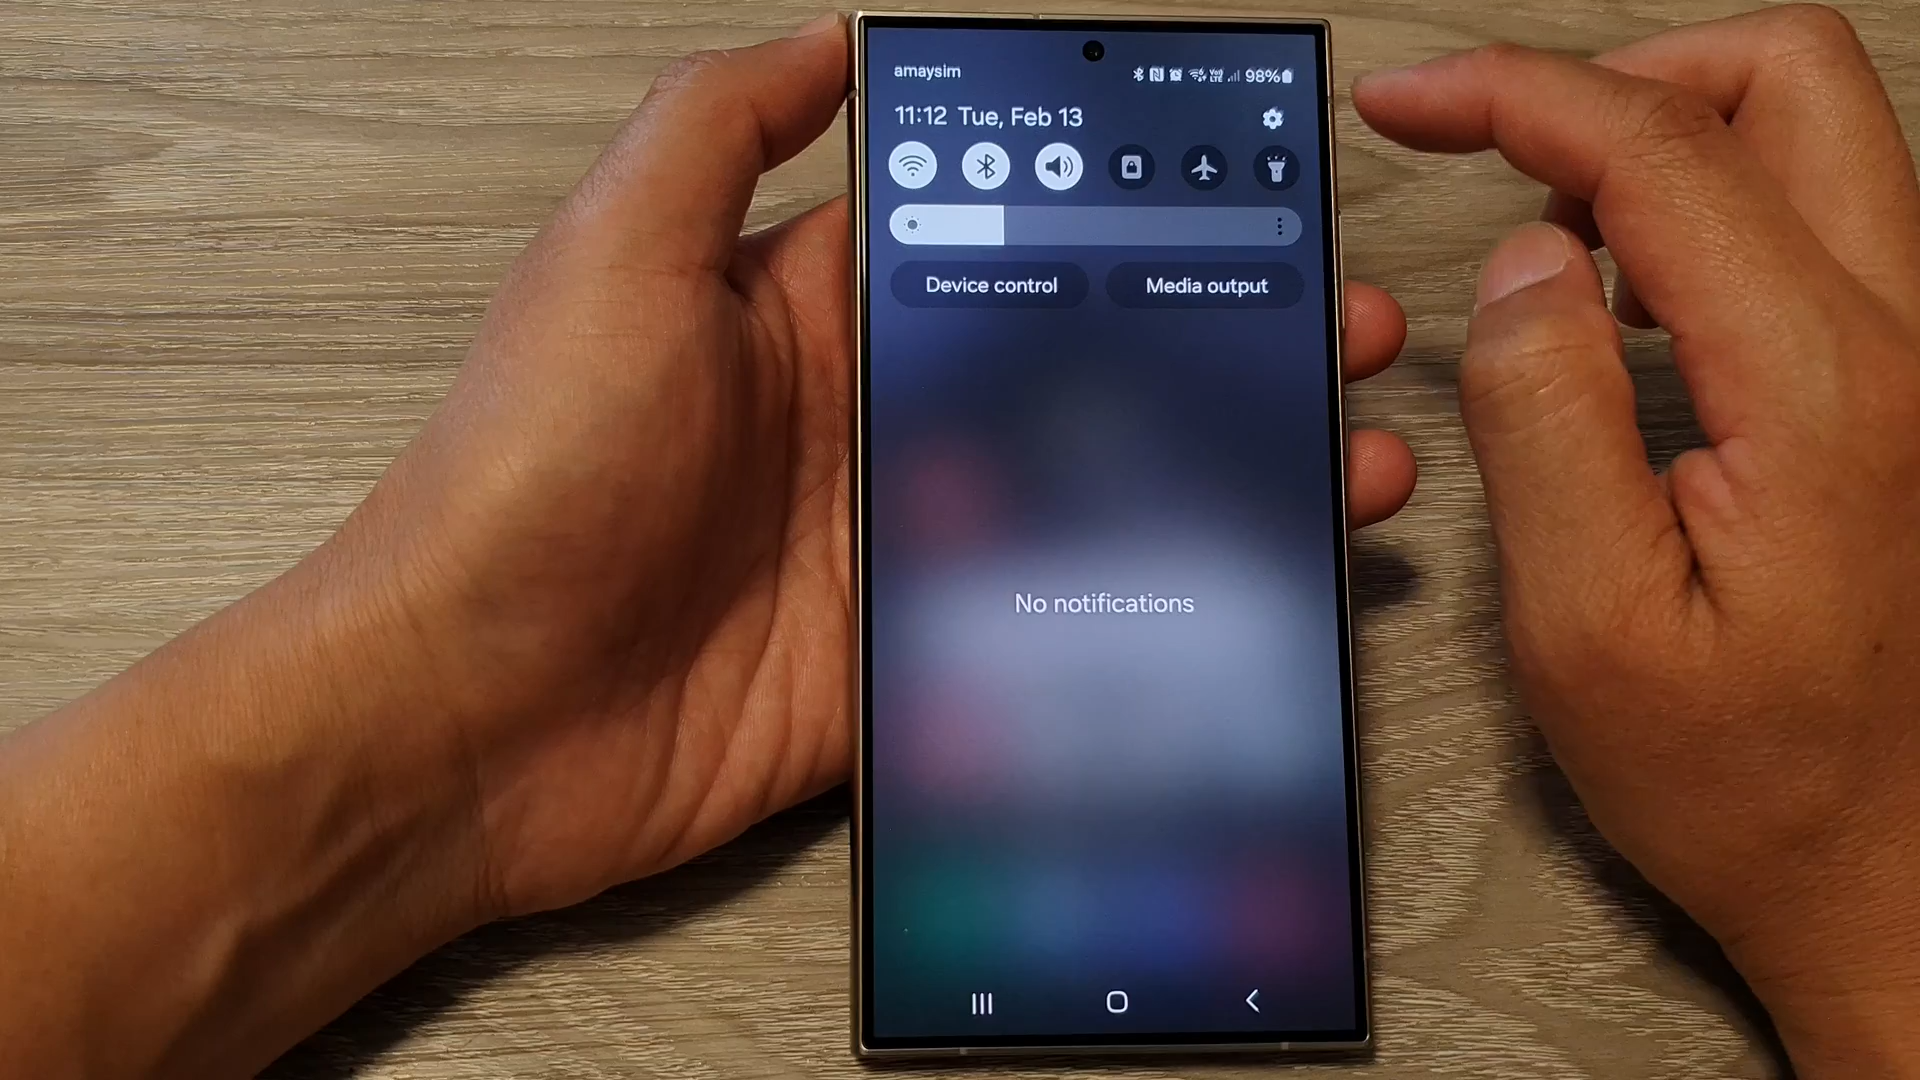 amaysim
98%
11:12 Tue, Feb 13
Device control Media output
No notifications